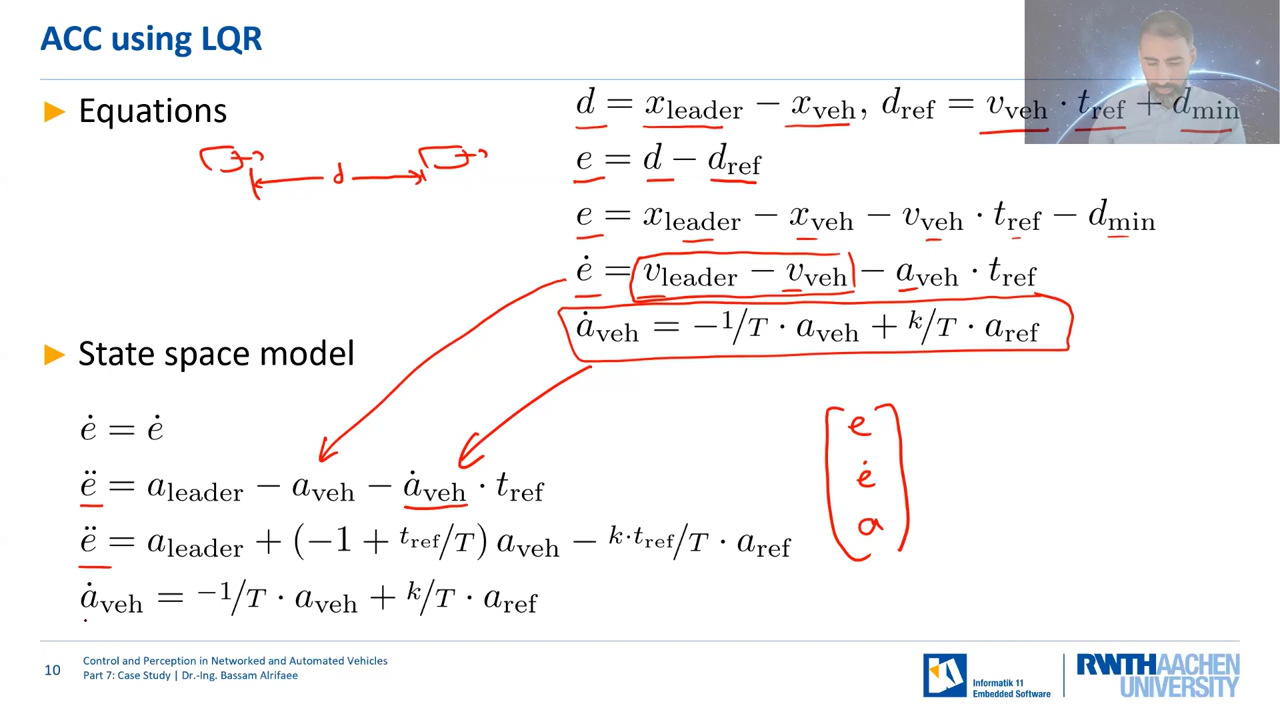 ACC using LQR
► Equations
d = x_leader − x_veh, d_ref = v_veh · t_ref + d_min
d
e = d − d_ref
e = x_leader − x_veh − v_veh · t_ref − d_min
ė = v_leader − v_veh − a_veh · t_ref
ȧ_veh = −1/T · a_veh + k/T · a_ref
► State space model
ė = ė
ë = a_leader − a_veh − ȧ_veh · t_ref
ë = a_leader + (−1 + t_ref/T) a_veh − k·t_ref/T · a_ref
ȧ_veh = −1/T · a_veh + k/T · a_ref
e
ė
a
10
Control and Perception in Networked and Automated Vehicles
Part 7: Case Study | Dr.-Ing. Bassam Alrifaee
Informatik 11
Embedded Software
RWTH AACHEN
UNIVERSITY